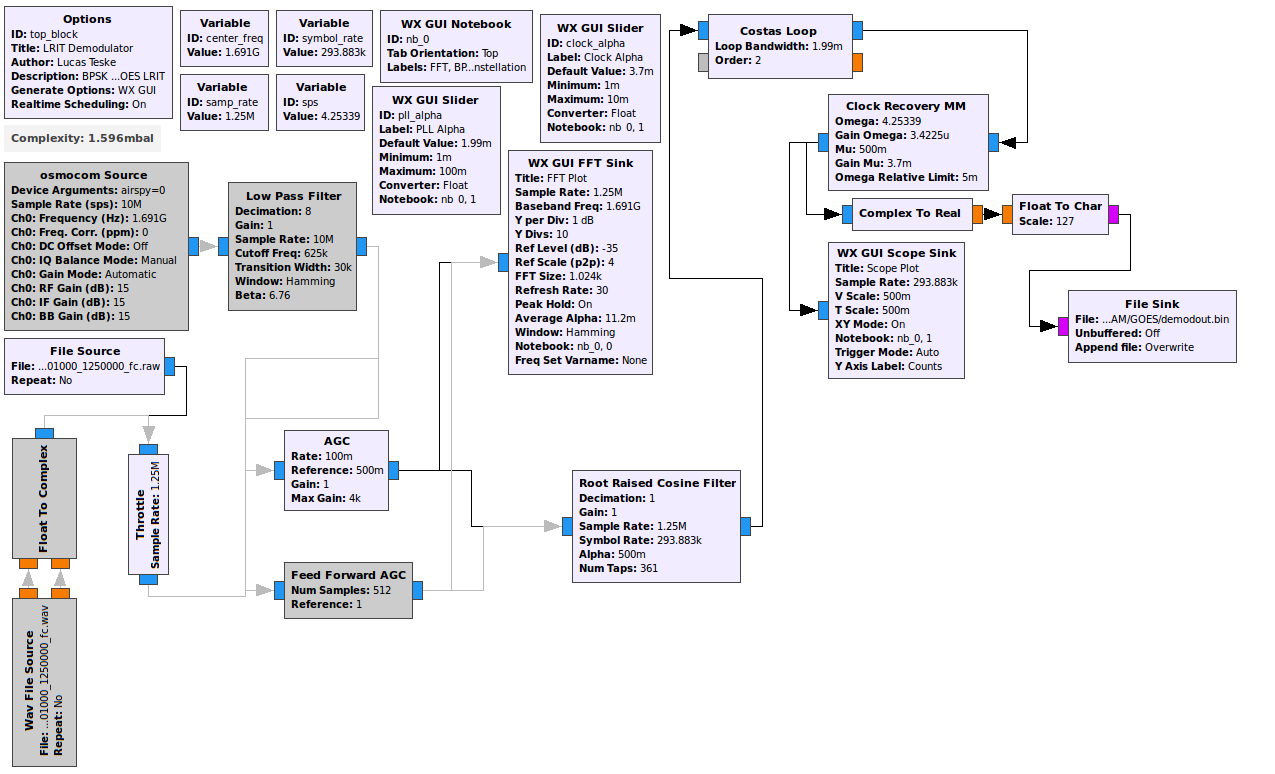 Options
ID: top_block
Title: LRIT Demodulator
Author: Lucas Teske
Description: BPSK ...OES LRIT
Generate Options: WX GUI
Realtime Scheduling: On
Complexity: 1.596mbal
Variable
ID: center_freq
Value: 1.691G
Variable
ID: symbol_rate
Value: 293.883k
Variable
ID: samp_rate
Value: 1.25M
Variable
ID: sps
Value: 4.25339
WX GUI Notebook
ID: nb_0
Tab Orientation: Top
Labels: FFT, BP...nstellation
WX GUI Slider
ID: pll_alpha
Label: PLL Alpha
Default Value: 1.99m
Minimum: 1m
Maximum: 100m
Converter: Float
Notebook: nb_0, 1
WX GUI Slider
ID: clock_alpha
Label: Clock Alpha
Default Value: 3.7m
Minimum: 1m
Maximum: 10m
Converter: Float
Notebook: nb_0, 1
Costas Loop
Loop Bandwidth: 1.99m
Order: 2
Clock Recovery MM
Omega: 4.25339
Gain Omega: 3.4225u
Mu: 500m
Gain Mu: 3.7m
Omega Relative Limit: 5m
osmocom Source
Device Arguments: airspy=0
Sample Rate (sps): 10M
Ch0: Frequency (Hz): 1.691G
Ch0: Freq. Corr. (ppm): 0
Ch0: DC Offset Mode: Off
Ch0: IQ Balance Mode: Manual
Ch0: Gain Mode: Automatic
Ch0: RF Gain (dB): 15
Ch0: IF Gain (dB): 15
Ch0: BB Gain (dB): 15
Low Pass Filter
Decimation: 8
Gain: 1
Sample Rate: 10M
Cutoff Freq: 625k
Transition Width: 30k
Window: Hamming
Beta: 6.76
WX GUI FFT Sink
Title: FFT Plot
Sample Rate: 1.25M
Baseband Freq: 1.691G
Y per Div: 1 dB
Y Divs: 10
Ref Level (dB): -35
Ref Scale (p2p): 4
FFT Size: 1.024k
Refresh Rate: 30
Peak Hold: On
Average Alpha: 11.2m
Window: Hamming
Notebook: nb_0, 0
Freq Set Varname: None
Complex To Real
Float To Char
Scale: 127
WX GUI Scope Sink
Title: Scope Plot
Sample Rate: 293.883k
V Scale: 500m
T Scale: 500m
XY Mode: On
Notebook: nb_0, 1
Trigger Mode: Auto
Y Axis Label: Counts
File Sink
File: ...AM/GOES/demodout.bin
Unbuffered: Off
Append file: Overwrite
File Source
File: ...01000_1250000_fc.raw
Repeat: No
Float To Complex
Throttle
Sample Rate: 1.25M
AGC
Rate: 100m
Reference: 500m
Gain: 1
Max Gain: 4k
Feed Forward AGC
Num Samples: 512
Reference: 1
Root Raised Cosine Filter
Decimation: 1
Gain: 1
Sample Rate: 1.25M
Symbol Rate: 293.883k
Alpha: 500m
Num Taps: 361
Wav File Source
File: ...01000_1250000_fc.wav
Repeat: No